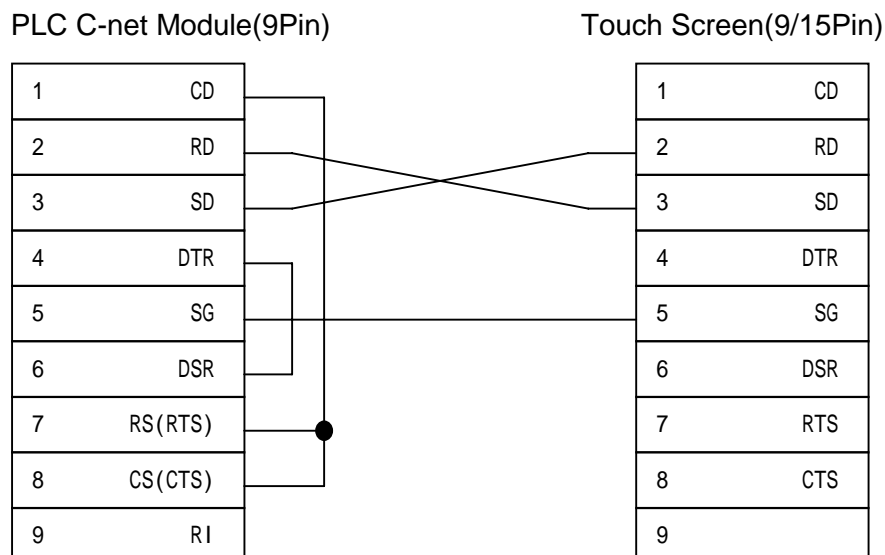 PLC C-net Module(9Pin) Touch Screen(9/15Pin)
1 CD 1 CD
2 RD 2 RD
3 SD 3 SD
4 DTR 4 DTR
5 SG 5 SG
6 DSR 6 DSR
7 RS(RTS) 7 RTS
8 CS(CTS) 8 CTS
9 RI 9